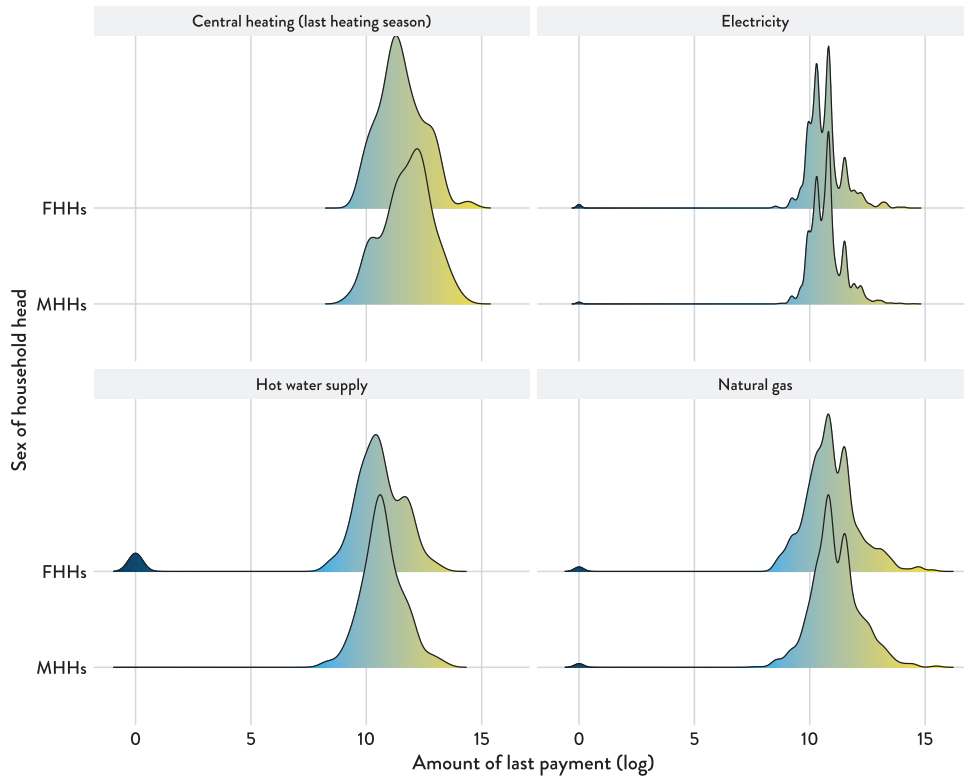 Central heating (last heating season)
Electricity
FHHs
MHHs
Hot water supply
Natural gas
FHHs
MHHs
0 5 10 15 0 5 10 15
Amount of last payment (log)
Sex of household head